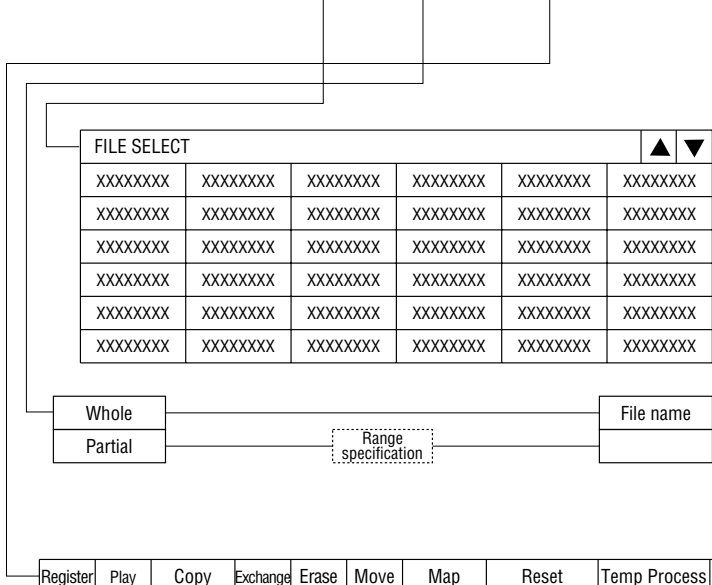 FILE SELECT ▲ ▼
XXXXXXXX XXXXXXXX XXXXXXXX XXXXXXXX XXXXXXXX XXXXXXXX
XXXXXXXX XXXXXXXX XXXXXXXX XXXXXXXX XXXXXXXX XXXXXXXX
XXXXXXXX XXXXXXXX XXXXXXXX XXXXXXXX XXXXXXXX XXXXXXXX
XXXXXXXX XXXXXXXX XXXXXXXX XXXXXXXX XXXXXXXX XXXXXXXX
XXXXXXXX XXXXXXXX XXXXXXXX XXXXXXXX XXXXXXXX XXXXXXXX
XXXXXXXX XXXXXXXX XXXXXXXX XXXXXXXX XXXXXXXX XXXXXXXX
Whole File name
Partial Range
specification
Register Play Copy Exchange Erase Move Map Reset Temp Process